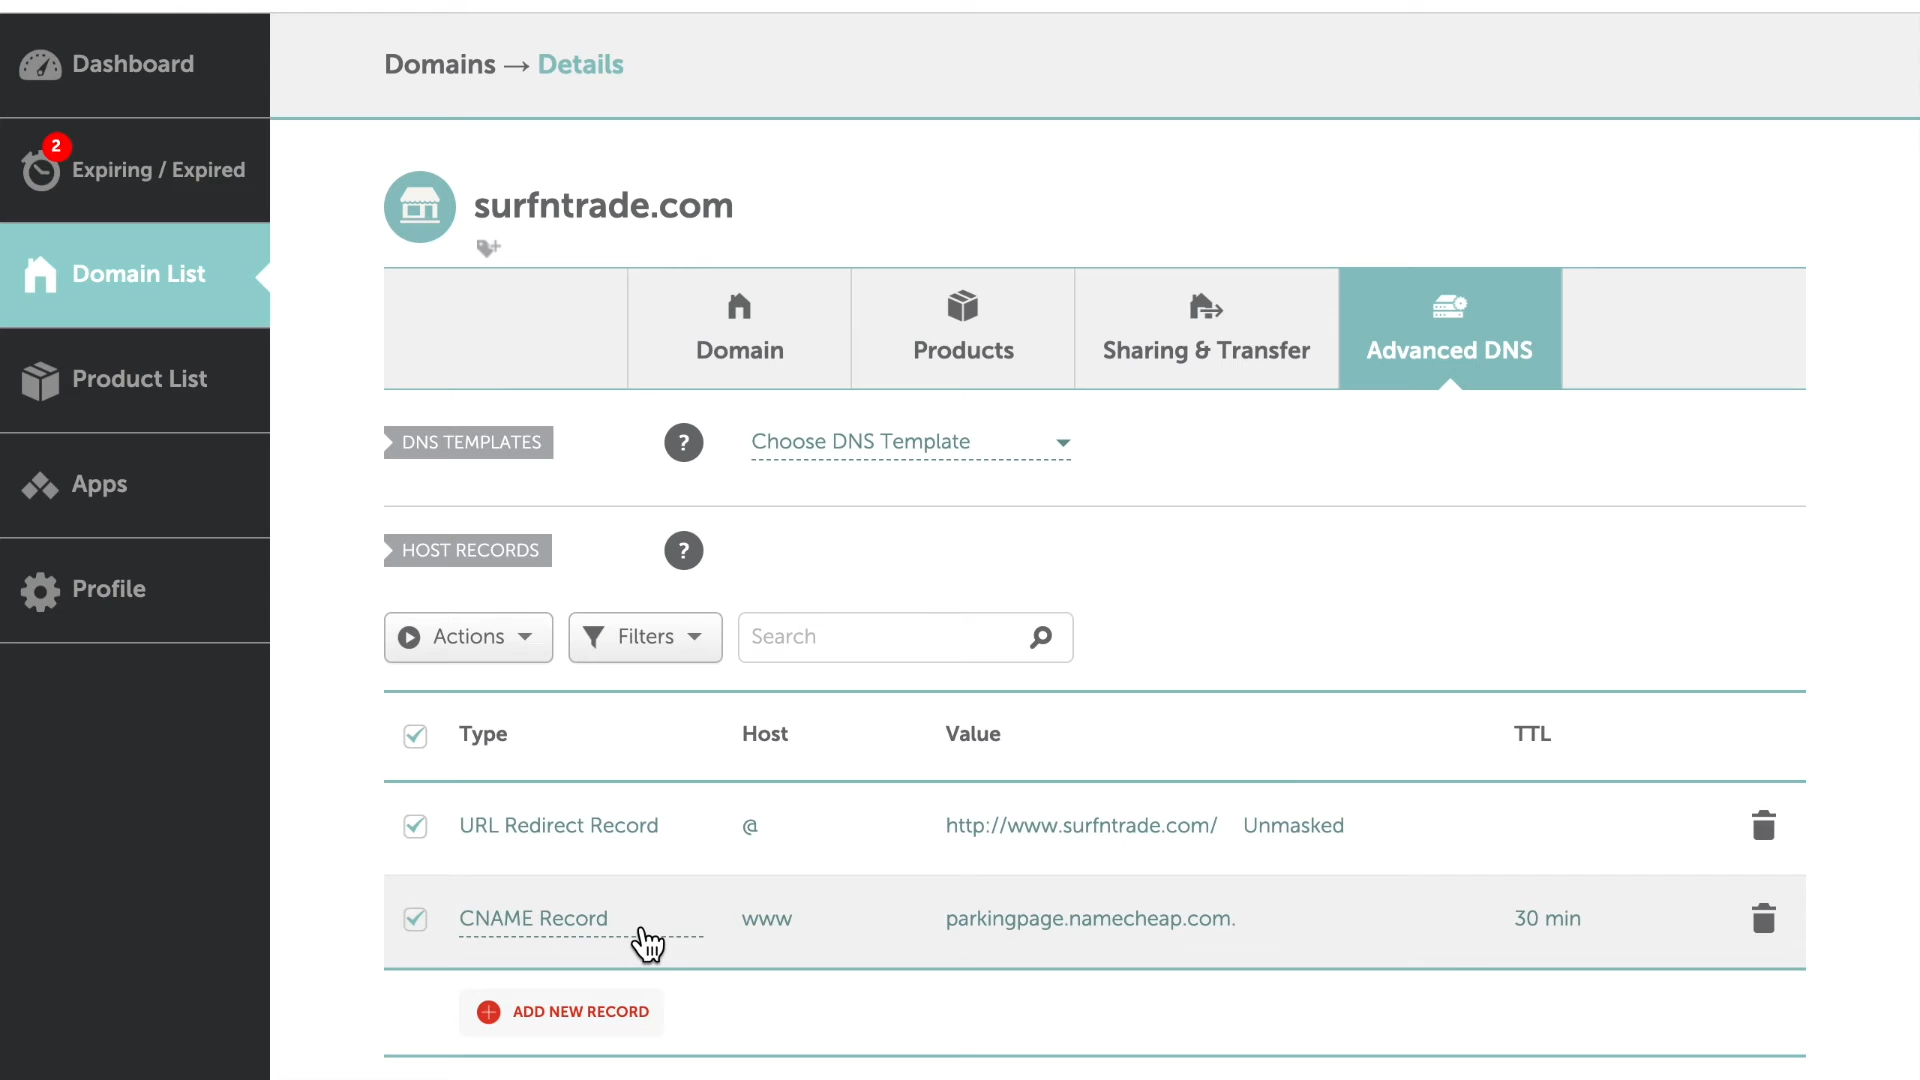 Dashboard
2
Expiring / Expired
Domain List
Product List
Apps
Profile
Domains → Details
surfntrade.com
Domain
Products
Sharing & Transfer
Advanced DNS
DNS TEMPLATES ? Choose DNS Template
HOST RECORDS ?
Actions Filters Search
Type Host Value TTL
URL Redirect Record @ http://www.surfntrade.com/ Unmasked
CNAME Record www parkingpage.namecheap.com. 30 min
ADD NEW RECORD